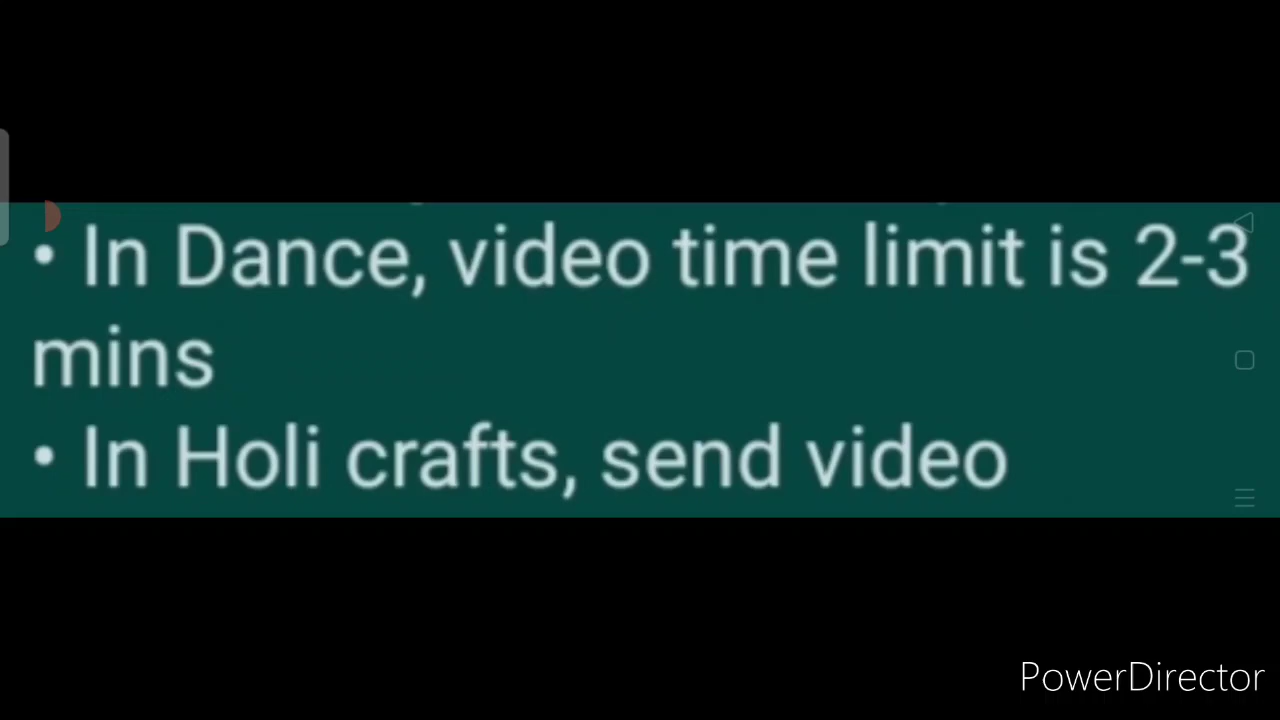 • In Dance, video time limit is 2-3
mins
• In Holi crafts, send video
PowerDirector